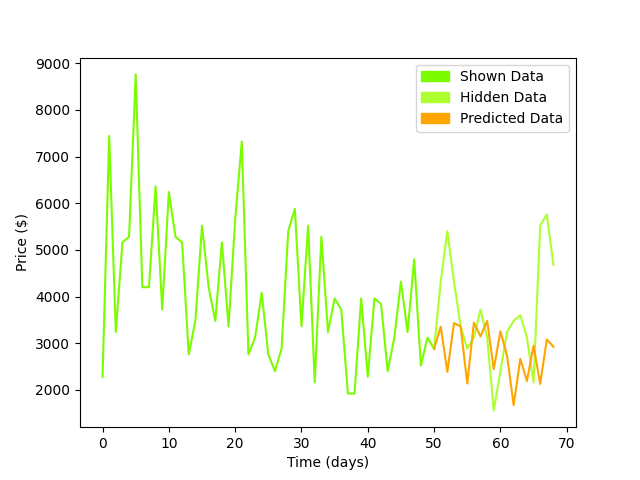 Shown Data
Hidden Data
Predicted Data
9000
8000
7000
6000
5000
4000
3000
2000
Price ($)
0 10 20 30 40 50 60 70
Time (days)